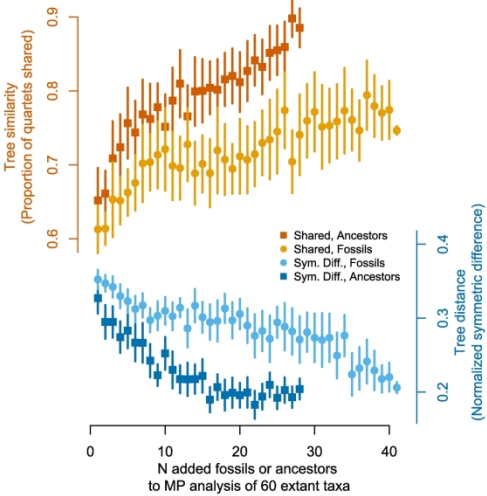 Tree similarity
(Proportion of quartets shared)
0.9
0.8
0.7
0.6
Shared, Ancestors
Shared, Fossils
Sym. Diff., Fossils
Sym. Diff., Ancestors
0.4
0.3
0.2
Tree distance
(Normalized symmetric difference)
0 10 20 30 40
N added fossils or ancestors
to MP analysis of 60 extant taxa